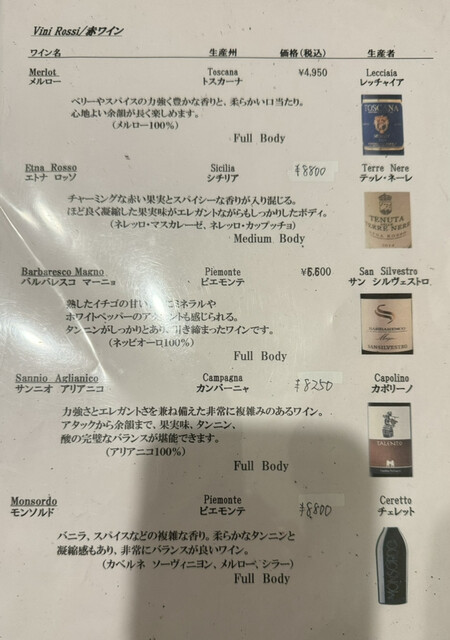 Vini Rossi/赤ワイン
ワイン名 生産州 価格(税込) 生産者
Merlot Toscana ¥4,950 Lecciaia
メルロー トスカーナ レッチャイア
ベリーやスパイスの力強く豊かな香りと、柔らかい口当たり。
心地よい余韻が長く楽しめます。
(メルロー100%)
Full Body
TOSCANA
Etna Rosso Sicilia ¥8800 Terre Nere
エトナ ロッソ シチリア テッレ・ネーレ
チャーミングな赤い果実とスパイシーな香りが入り混じる。
ほど良く凝縮した果実味がエレガントながらもしっかりしたボディ。
(ネレッロ・マスカレーゼ、ネレッロ・カップッチョ)
Medium Body
TENUTA
TERRE NERE
Barbaresco Magno Piemonte ¥6,600 San Silvestro
バルバレスコ マーニョ ピエモンテ サン シルヴェストロ
熟したイチゴの甘い ミネラルや
ホワイトペッパーのア ントも感じられる。
タンニンがしっかりとあり、引き締まったワインです。
(ネッビオーロ100%)
Full Body
BARBARESCO
SAN SILVESTRO
Sannio Aglianico Campagna ¥8250 Capolino
サンニオ アリアニコ カンパーニャ カポリーノ
力強さとエレガントさを兼ね備えた非常に複雑みのあるワイン。
アタックから余韻まで、果実味、タンニン、
酸の完璧なバランスが堪能できます。
(アリアニコ100%)
Full Body
Monsordo Piemonte ¥8,800 Ceretto
モンソルド ピエモンテ チェレット
バニラ、スパイスなどの複雑な香り。柔らかなタンニンと
凝縮感もあり、非常にバランスが良いワイン。
(カベルネ ソーヴィニヨン、メルロー、シラー)
Full Body
MONSORDO